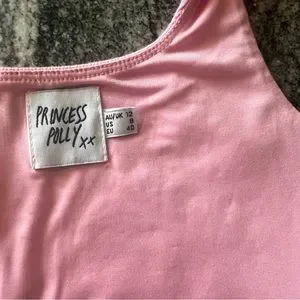 PRINCESS
POLLY xx
AU/UK 12
US 8
EU 40